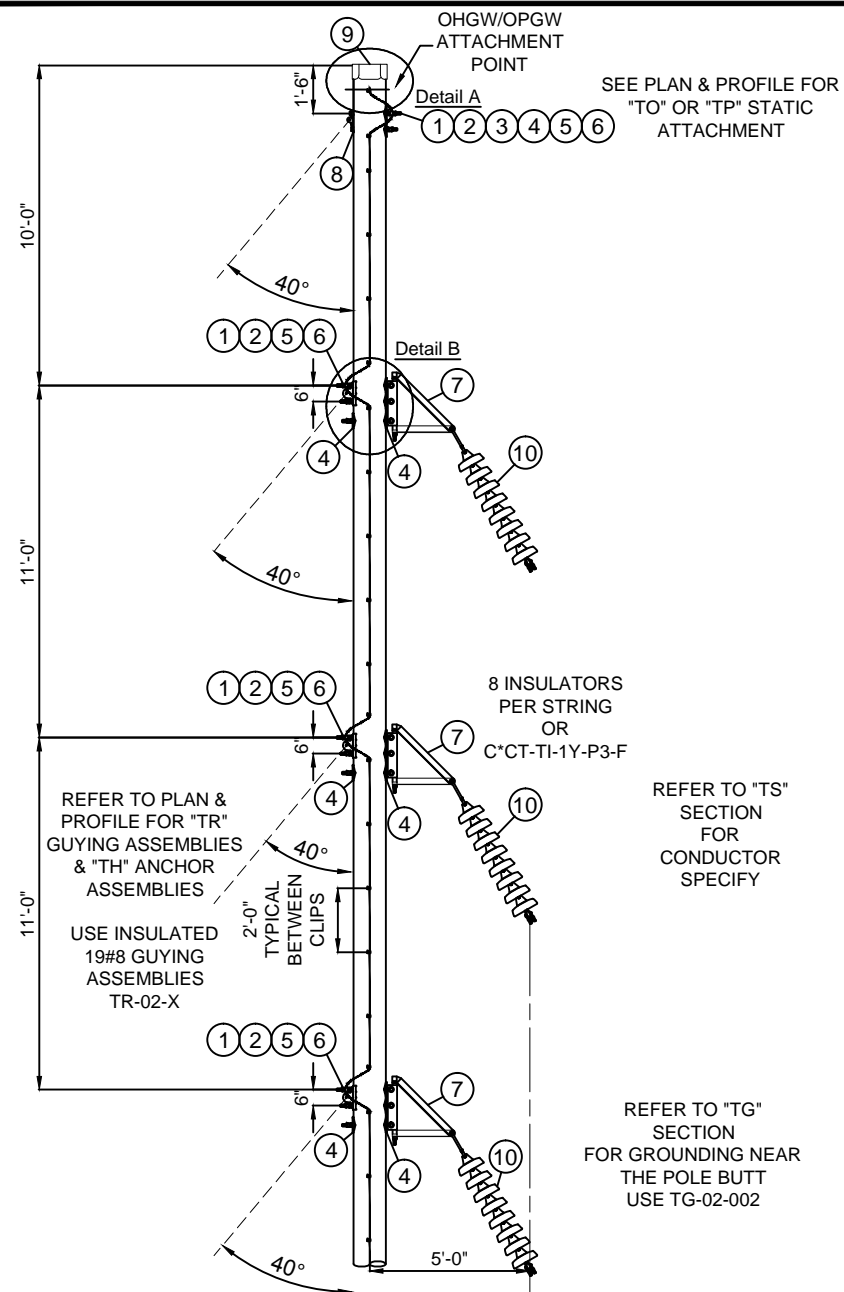 9
OHGW/OPGW
ATTACHMENT
POINT
1'-6"
Detail A
SEE PLAN & PROFILE FOR
"TO" OR "TP" STATIC
ATTACHMENT
1 2 3 4 5 6
8
10'-0"
40°
1 2 5 6
Detail B
6"
7
4
4
10
40°
11'-0"
1 2 5 6
8 INSULATORS
PER STRING
OR
C*CT-TI-1Y-P3-F
6"
7
4
4
10
REFER TO PLAN &
PROFILE FOR "TR"
GUYING ASSEMBLIES
& "TH" ANCHOR
ASSEMBLIES
40°
REFER TO "TS"
SECTION
FOR
CONDUCTOR
SPECIFY
11'-0"
USE INSULATED
19#8 GUYING
ASSEMBLIES
TR-02-X
2'-0"
TYPICAL
BETWEEN
CLIPS
1 2 5 6
6"
7
4
4
10
REFER TO "TG"
SECTION
FOR GROUNDING NEAR
THE POLE BUTT
USE TG-02-002
40°
5'-0"